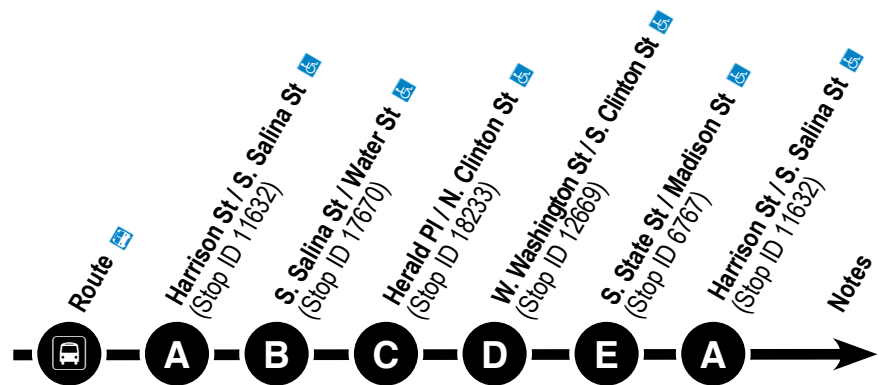 Route
Harrison St / S. Salina St
(Stop ID 11632)
S. Salina St / Water St
(Stop ID 17670)
Herald Pl / N. Clinton St
(Stop ID 18233)
W. Washington St / S. Clinton St
(Stop ID 12669)
S. State St / Madison St
(Stop ID 6767)
Harrison St / S. Salina St
(Stop ID 11632)
Notes
A
B
C
D
E
A